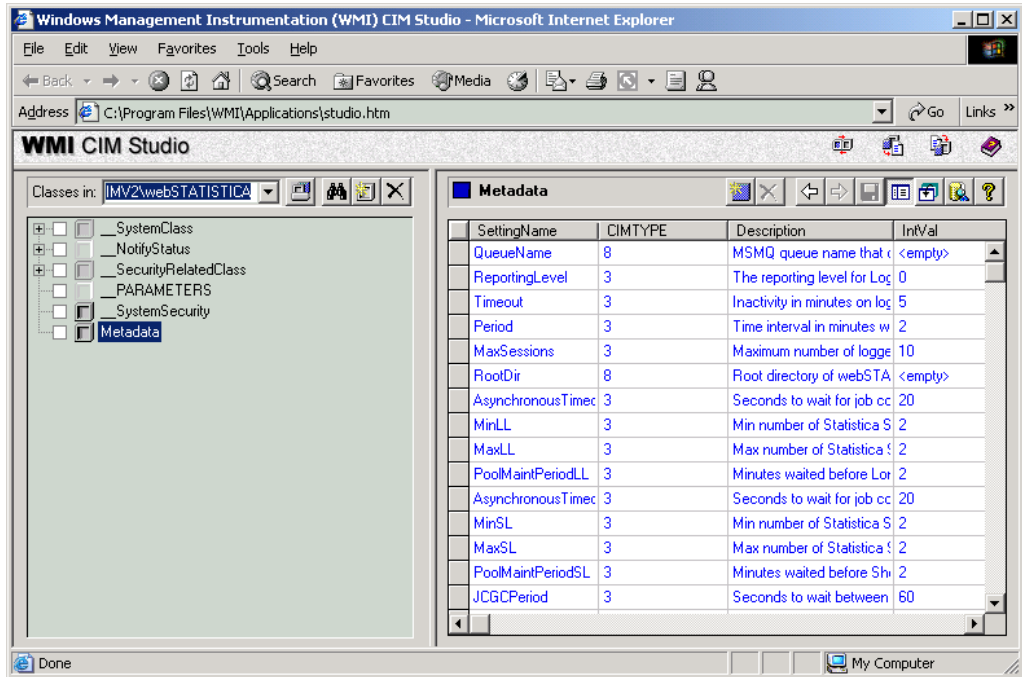 Windows Management Instrumentation (WMI) CIM Studio - Microsoft Internet Explorer
File Edit View Favorites Tools Help
Back Search Favorites Media
Address C:\Program Files\WMI\Applications\studio.htm Go Links »
WMI CIM Studio
Classes in: IMV2\webSTATISTICA
__SystemClass
__NotifyStatus
__SecurityRelatedClass
__PARAMETERS
__SystemSecurity
Metadata
Metadata
SettingName CIMTYPE Description IntVal
QueueName 8 MSMQ queue name that <empty>
ReportingLevel 3 The reporting level for Log 0
Timeout 3 Inactivity in minutes on log 5
Period 3 Time interval in minutes w 2
MaxSessions 3 Maximum number of logge 10
RootDir 8 Root directory of webSTA <empty>
AsynchronousTimec 3 Seconds to wait for job cc 20
MinLL 3 Min number of Statistica S 2
MaxLL 3 Max number of Statistica S 2
PoolMaintPeriodLL 3 Minutes waited before Lor 2
AsynchronousTimec 3 Seconds to wait for job cc 20
MinSL 3 Min number of Statistica S 2
MaxSL 3 Max number of Statistica S 2
PoolMaintPeriodSL 3 Minutes waited before Sh 2
JCGCPeriod 3 Seconds to wait between 60
Done My Computer